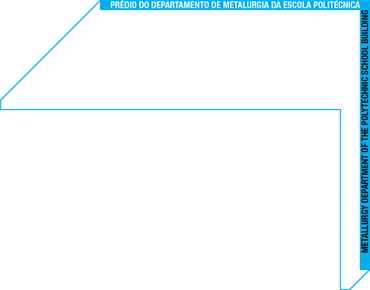 PRÉDIO DO DEPARTAMENTO DE METALURGIA DA ESCOLA POLITÉCNICA
METALLURGY DEPARTMENT OF THE POLYTECHNIC SCHOOL BUILDING